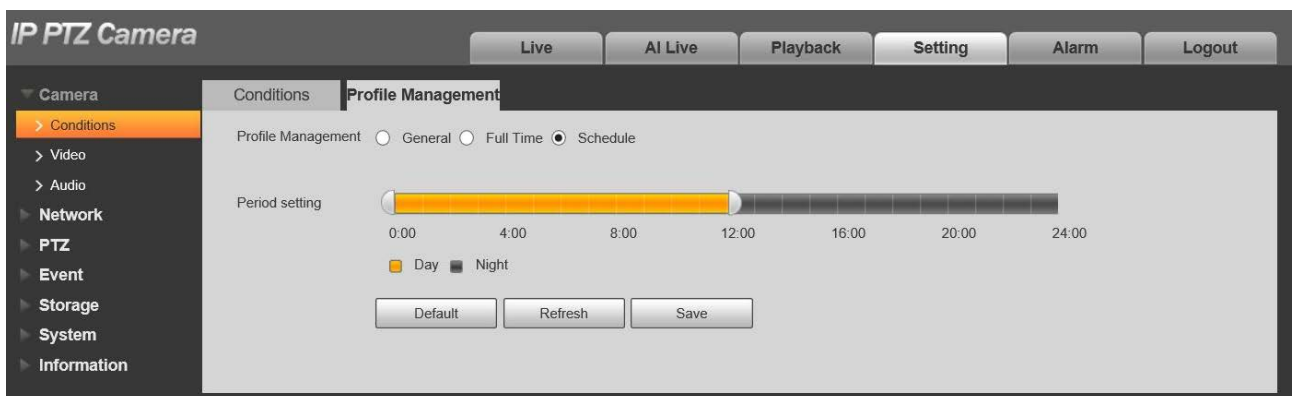 IP PTZ Camera
Live AI Live Playback Setting Alarm Logout
Camera
Conditions
Video
Audio
Network
PTZ
Event
Storage
System
Information
Conditions Profile Management
Profile Management General Full Time Schedule
Period setting
0:00 4:00 8:00 12:00 16:00 20:00 24:00
Day Night
Default Refresh Save